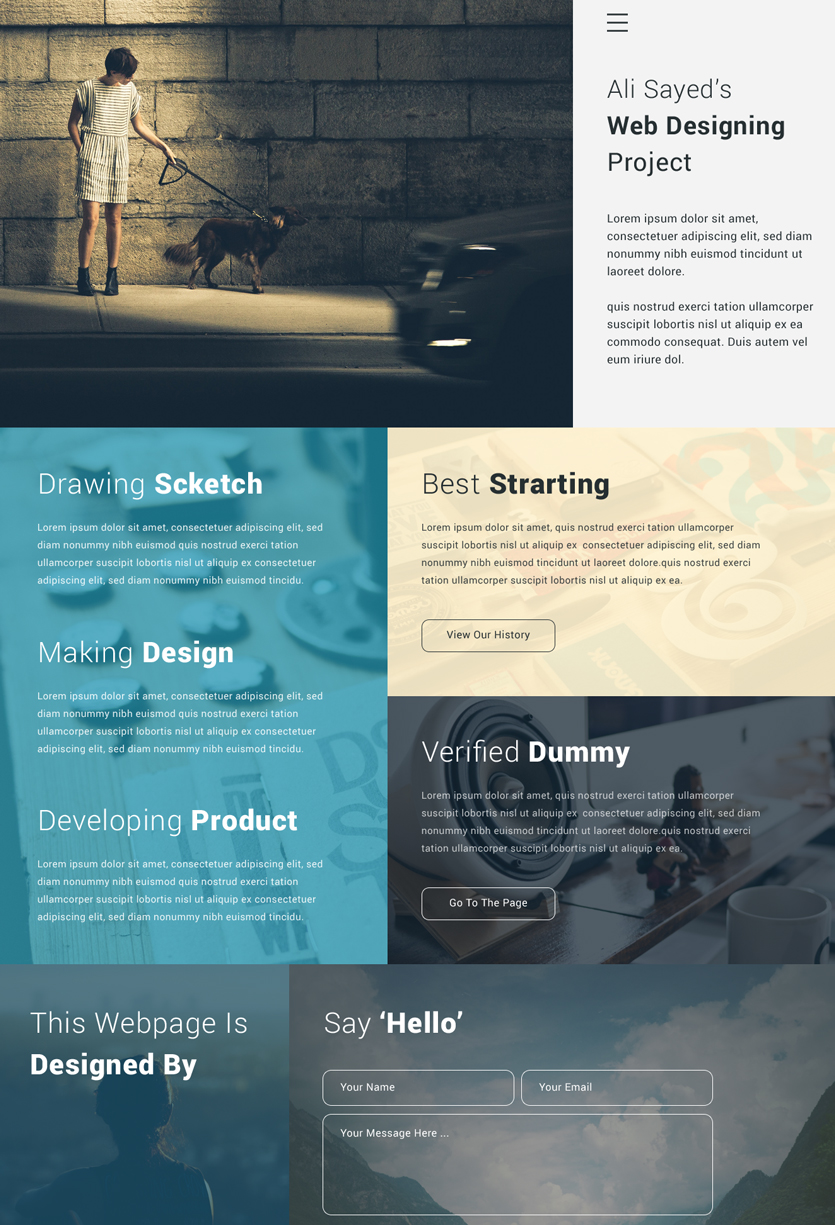 Ali Sayed’s
Web Designing
Project
Lorem ipsum dolor sit amet,
consectetuer adipiscing elit, sed diam
nonummy nibh euismod tincidunt ut
laoreet dolore.
quis nostrud exerci tation ullamcorper
suscipit lobortis nisl ut aliquip ex ea
commodo consequat. Duis autem vel
eum iriure dol.
Drawing Scketch
Lorem ipsum dolor sit amet, consectetuer adipiscing elit, sed
diam nonummy nibh euismod quis nostrud exerci tation
ullamcorper suscipit lobortis nisl ut aliquip ex consectetuer
adipiscing elit, sed diam nonummy nibh euismod tincidu.
Making Design
Lorem ipsum dolor sit amet, consectetuer adipiscing elit, sed
diam nonummy nibh euismod quis nostrud exerci tation
ullamcorper suscipit lobortis nisl ut aliquip ex consectetuer
adipiscing elit, sed diam nonummy nibh euismod tincidu.
Developing Product
Lorem ipsum dolor sit amet, consectetuer adipiscing elit, sed
diam nonummy nibh euismod quis nostrud exerci tation
ullamcorper suscipit lobortis nisl ut aliquip ex consectetuer
adipiscing elit, sed diam nonummy nibh euismod tincidu.
Best Strarting
Lorem ipsum dolor sit amet, quis nostrud exerci tation ullamcorper
suscipit lobortis nisl ut aliquip ex consectetuer adipiscing elit, sed diam
nonummy nibh euismod tincidunt ut laoreet dolore.quis nostrud exerci
tation ullamcorper suscipit lobortis nisl ut aliquip ex ea.
View Our History
Verified Dummy
Lorem ipsum dolor sit amet, quis nostrud exerci tation ullamcorper
suscipit lobortis nisl ut aliquip ex consectetuer adipiscing elit, sed diam
nonummy nibh euismod tincidunt ut laoreet dolore.quis nostrud exerci
tation ullamcorper suscipit lobortis nisl ut aliquip ex ea.
Go To The Page
This Webpage Is
Designed By
Say ‘Hello’
Your Name
Your Email
Your Message Here ...